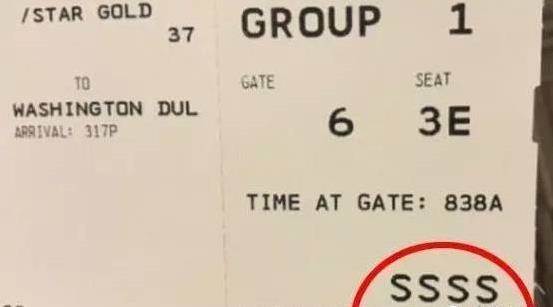 /STAR GOLD
37
TO
WASHINGTON DUL
ARRIVAL: 317P
GROUP 1
GATE SEAT
6 3E
TIME AT GATE: 838A
SSSS